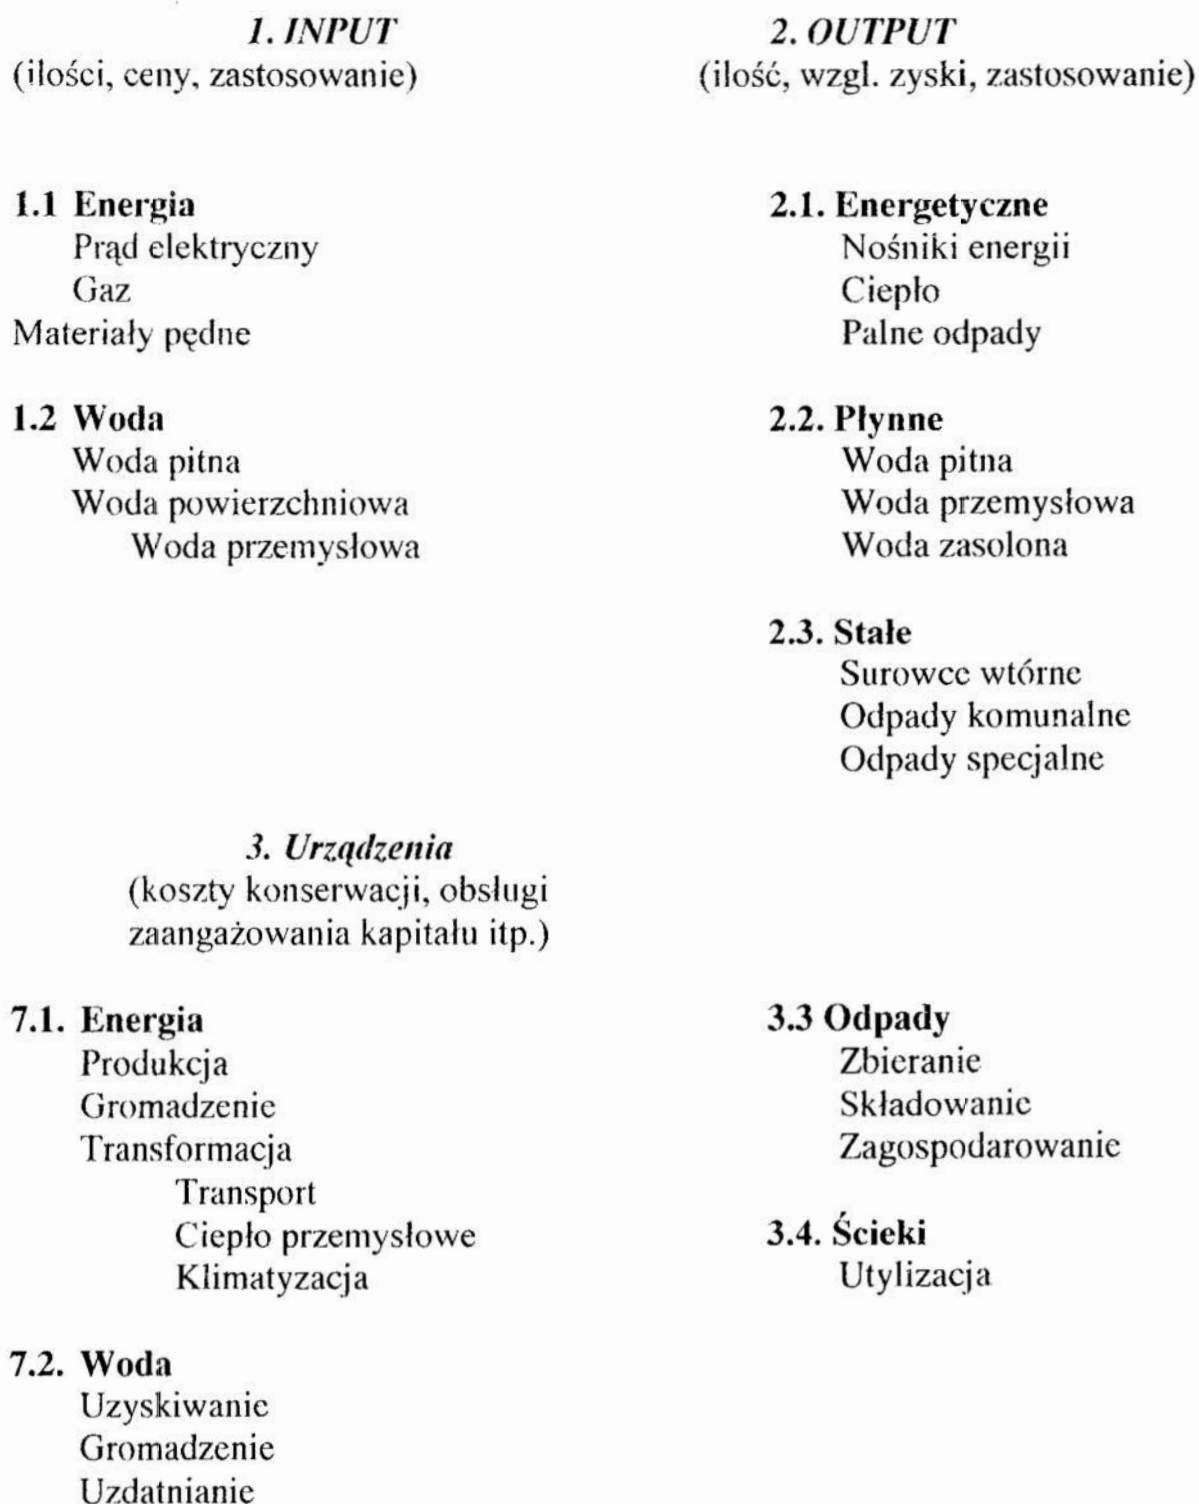 1. INPUT
(ilości, ceny, zastosowanie)
1.1 Energia
Prąd elektryczny
Gaz
Materiały pędne
1.2 Woda
Woda pitna
Woda powierzchniowa
Woda przemysłowa
2. OUTPUT
(ilość, wzgl. zyski, zastosowanie)
2.1. Energetyczne
Nośniki energii
Ciepło
Palne odpady
2.2. Płynne
Woda pitna
Woda przemysłowa
Woda zasolona
2.3. Stałe
Surowce wtórne
Odpady komunalne
Odpady specjalne
3. Urządzenia
(koszty konserwacji, obsługi
zaangażowania kapitału itp.)
7.1. Energia
Produkcja
Gromadzenie
Transformacja
Transport
Ciepło przemysłowe
Klimatyzacja
7.2. Woda
Uzyskiwanie
Gromadzenie
Uzdatnianie
3.3 Odpady
Zbieranie
Składowanie
Zagospodarowanie
3.4. Ścieki
Utylizacja